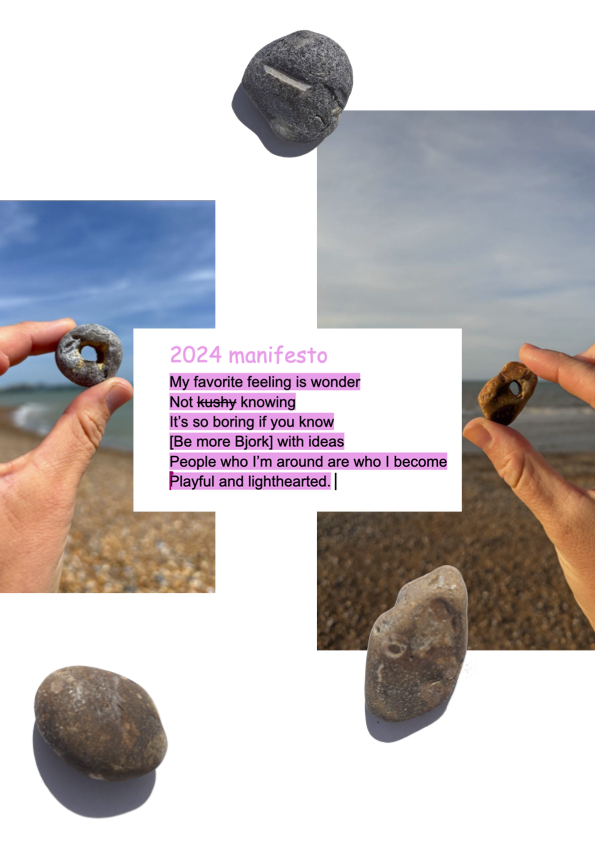 2024 manifesto
My favorite feeling is wonder
Not kushy knowing
It's so boring if you know
[Be more Bjork] with ideas
People who I'm around are who I become
Playful and lighthearted.